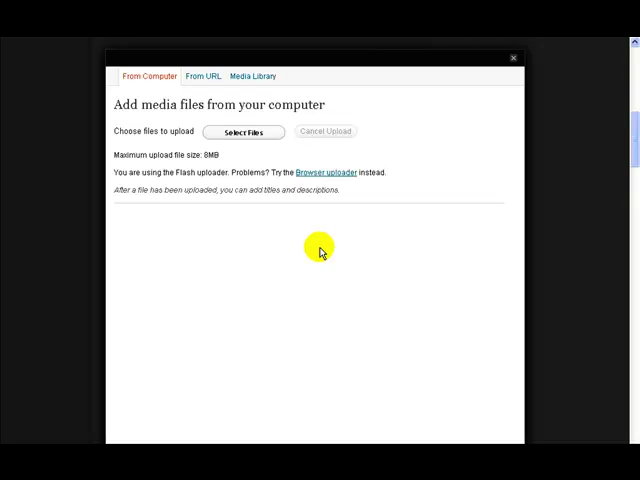 From Computer From URL Media Library
Add media files from your computer
Choose files to upload Select Files Cancel Upload
Maximum upload file size: 8MB
You are using the Flash uploader. Problems? Try the Browser uploader instead.
After a file has been uploaded, you can add titles and descriptions.